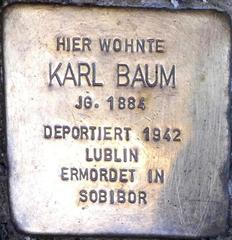 HIER WOHNTE
KARL BAUM
JG. 1884
DEPORTIERT 1942
LUBLIN
ERMORDET IN
SOBIBOR